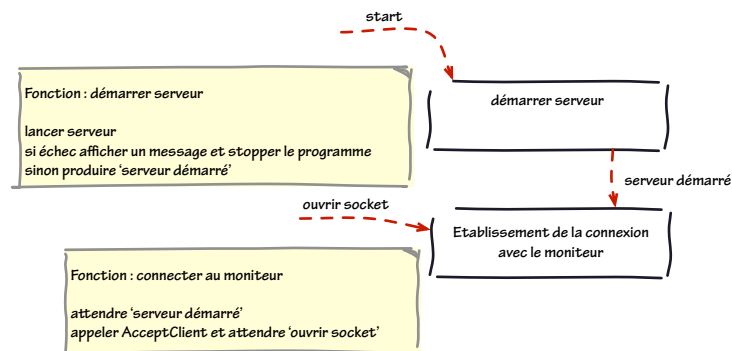 start
Fonction : démarrer serveur
lancer serveur
si échec afficher un message et stopper le programme
sinon produire ‘serveur démarré’
démarrer serveur
serveur démarré
ouvrir socket
Etablissement de la connexion
avec le moniteur
Fonction : connecter au moniteur
attendre ‘serveur démarré’
appeler AcceptClient et attendre ‘ouvrir socket’